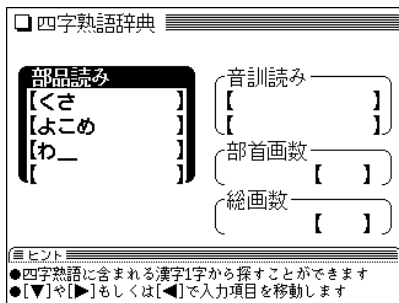 四字熟語辞典
部品読み
【くさ 】
【よこめ 】
【わ_ 】
【 】
音訓読み
【 】
【 】
部首画数
【 】
総画数
【 】
ヒント
●四字熟語に含まれる漢字1字から探すことができます
●[▼]や[▶]もしくは[◀]で入力項目を移動します